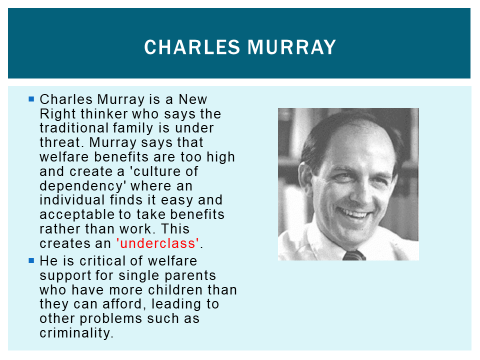 CHARLES MURRAY
Charles Murray is a New
Right thinker who says the
traditional family is under
threat. Murray says that
welfare benefits are too high
and create a 'culture of
dependency' where an
individual finds it easy and
acceptable to take benefits
rather than work. This
creates an 'underclass'.
He is critical of welfare
support for single parents
who have more children than
they can afford, leading to
other problems such as
criminality.